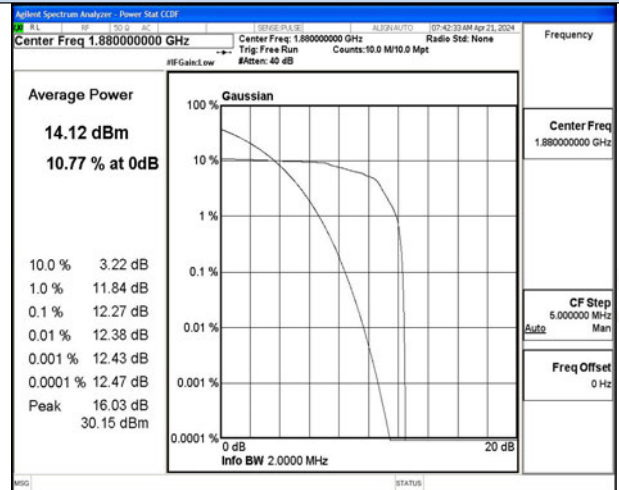 Agilent Spectrum Analyzer - Power Stat CCDF
RL RF 50 Ω AC SENSE:PULSE ALIGN AUTO 07:42:33 AM Apr 21, 2024
Center Freq 1.880000000 GHz
Center Freq: 1.880000000 GHz
Radio Std: None
Trig: Free Run
Counts:10.0 M/10.0 Mpt
#IFGain:Low
#Atten: 40 dB
Frequency
Average Power
14.12 dBm
10.77 % at 0dB
10.0 % 3.22 dB
1.0 % 11.84 dB
0.1 % 12.27 dB
0.01 % 12.38 dB
0.001 % 12.43 dB
0.0001 % 12.47 dB
Peak 16.03 dB
30.15 dBm
Gaussian
100 %
10 %
1 %
0.1 %
0.01 %
0.001 %
0.0001 %
0 dB
20 dB
Info BW 2.0000 MHz
Center Freq
1.880000000 GHz
CF Step
5.000000 MHz
Auto Man
Freq Offset
0 Hz
MSG
STATUS